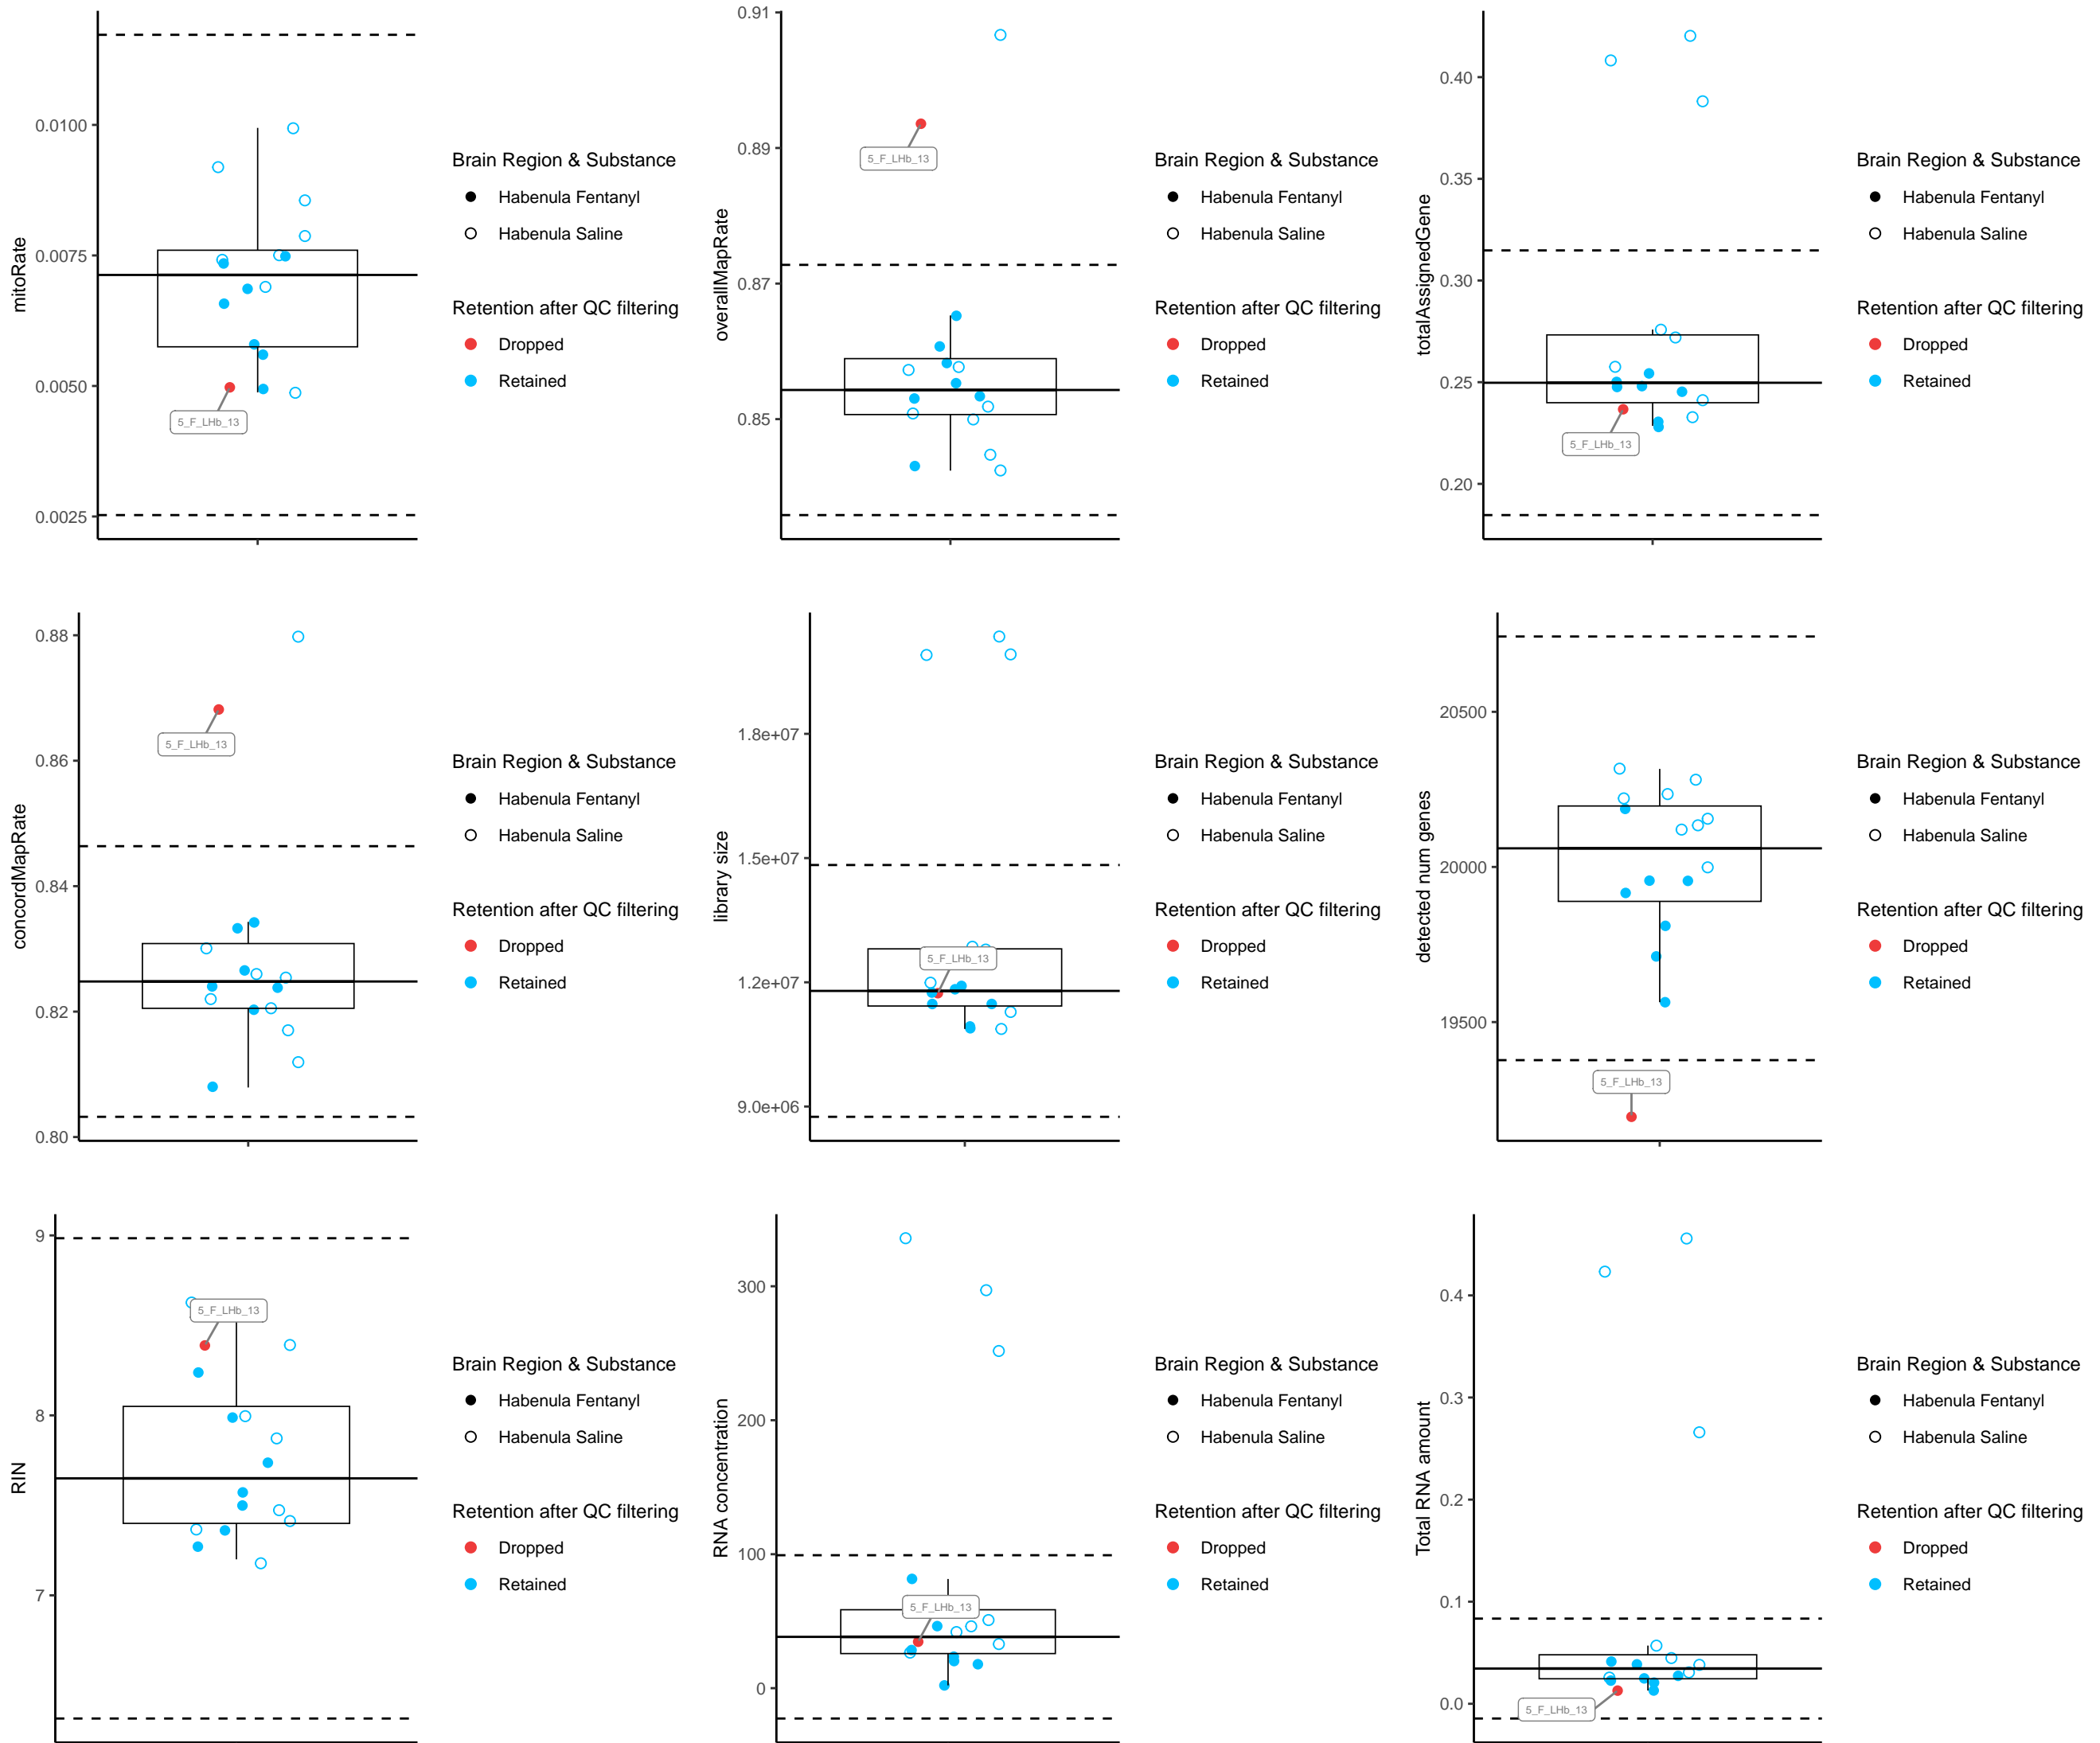 mitoRate
0.0100
0.0075
0.0050
0.0025
5_F_LHb_13
Brain Region & Substance
Habenula Fentanyl
Habenula Saline
Retention after QC filtering
Dropped
Retained
overallMapRate
0.91
0.89
0.87
0.85
5_F_LHb_13
Brain Region & Substance
Habenula Fentanyl
Habenula Saline
Retention after QC filtering
Dropped
Retained
totalAssignedGene
0.40
0.35
0.30
0.25
0.20
5_F_LHb_13
Brain Region & Substance
Habenula Fentanyl
Habenula Saline
Retention after QC filtering
Dropped
Retained
concordMapRate
0.88
0.86
0.84
0.82
0.80
5_F_LHb_13
Brain Region & Substance
Habenula Fentanyl
Habenula Saline
Retention after QC filtering
Dropped
Retained
library size
1.8e+07
1.5e+07
1.2e+07
9.0e+06
5_F_LHb_13
Brain Region & Substance
Habenula Fentanyl
Habenula Saline
Retention after QC filtering
Dropped
Retained
detected num genes
20500
20000
19500
5_F_LHb_13
Brain Region & Substance
Habenula Fentanyl
Habenula Saline
Retention after QC filtering
Dropped
Retained
RIN
9
8
7
5_F_LHb_13
Brain Region & Substance
Habenula Fentanyl
Habenula Saline
Retention after QC filtering
Dropped
Retained
RNA concentration
300
200
100
0
5_F_LHb_13
Brain Region & Substance
Habenula Fentanyl
Habenula Saline
Retention after QC filtering
Dropped
Retained
Total RNA amount
0.4
0.3
0.2
0.1
0.0
5_F_LHb_13
Brain Region & Substance
Habenula Fentanyl
Habenula Saline
Retention after QC filtering
Dropped
Retained